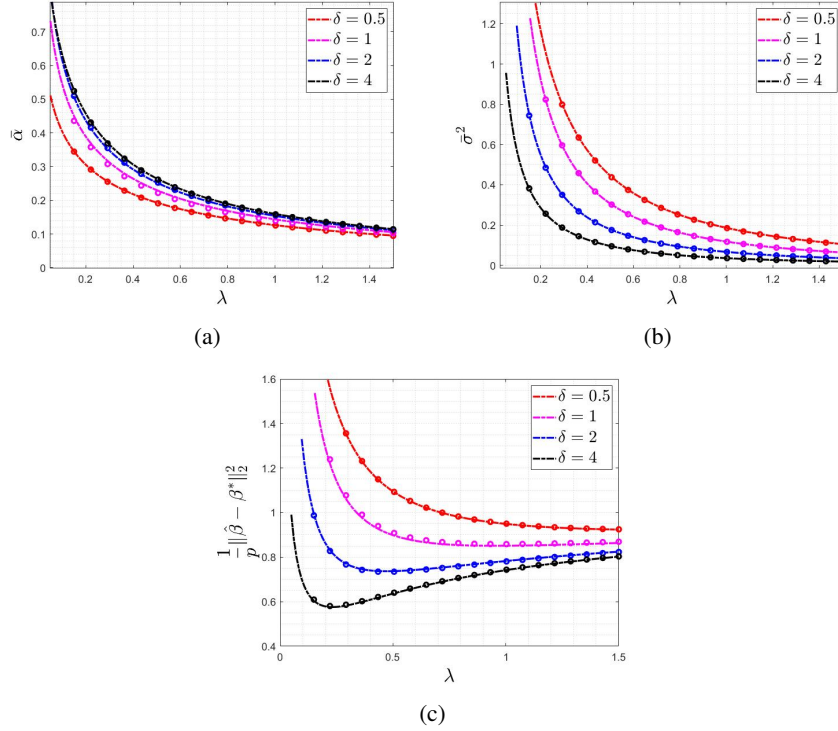 δ = 0.5
δ = 1
δ = 2
δ = 4
0.7
0.6
0.5
0.4
0.3
0.2
0.1
0
ᾱ
0.2 0.4 0.6 0.8 1 1.2 1.4
λ
(a)
δ = 0.5
δ = 1
δ = 2
δ = 4
1.2
1
0.8
0.6
0.4
0.2
0
σ̄²
0.2 0.4 0.6 0.8 1 1.2 1.4
λ
(b)
δ = 0.5
δ = 1
δ = 2
δ = 4
1.6
1.4
1.2
1
0.8
0.6
0.4
1/p ‖β̂ − β*‖₂²
0 0.5 1 1.5
λ
(c)